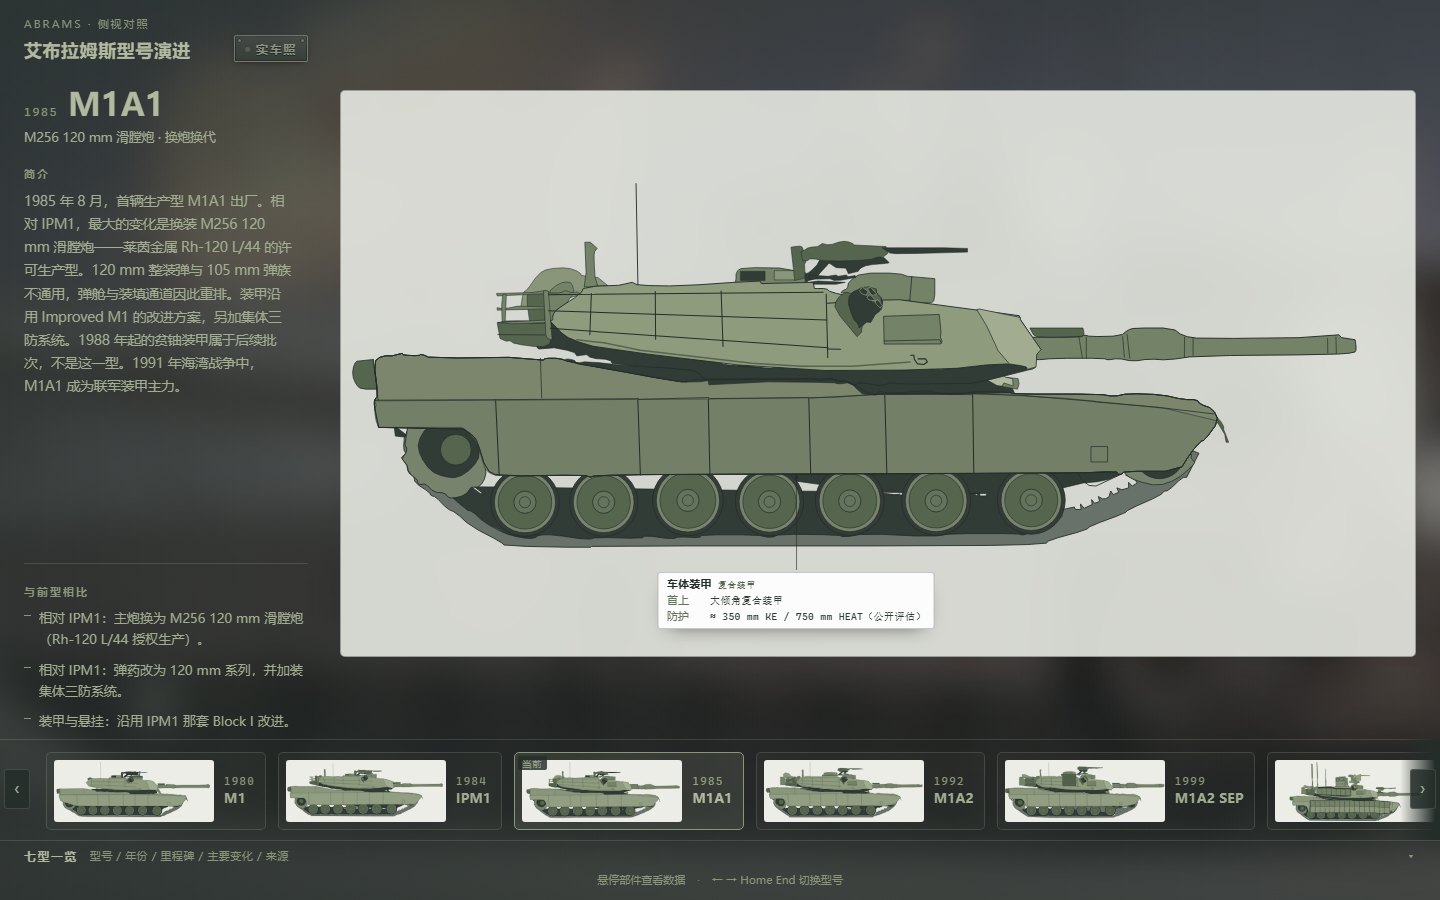 ABRAMS · 侧视对照
艾布拉姆斯型号演进
实车照
1985 M1A1
M256 120 mm 滑膛炮 · 换炮换代
简介
1985 年 8 月，首辆生产型 M1A1 出厂。相
对 IPM1，最大的变化是换装 M256 120
mm 滑膛炮——莱茵金属 Rh-120 L/44 的许
可生产型。120 mm 整装弹与 105 mm 弹族
不通用，弹舱与装填通道因此重排。装甲沿
用 Improved M1 的改进方案，另加集体三
防系统。1988 年起的贫铀装甲属于后续批
次，不是这一型。1991 年海湾战争中，
M1A1 成为联军装甲主力。
与前型相比
– 相对 IPM1：主炮换为 M256 120 mm 滑膛炮
（Rh-120 L/44 授权生产）。
– 相对 IPM1：弹药改为 120 mm 系列，并加装
集体三防系统。
– 装甲与悬挂：沿用 IPM1 那套 Block I 改进。
车体装甲 复合装甲
首上 大倾角复合装甲
防护 ≈ 350 mm KE / 750 mm HEAT（公开评估）
‹
1980
M1
1984
IPM1
当前
1985
M1A1
1992
M1A2
1999
M1A2 SEP
›
七型一览 型号 / 年份 / 里程碑 / 主要变化 / 来源
悬停部件查看数据 · ←→ Home End 切换型号